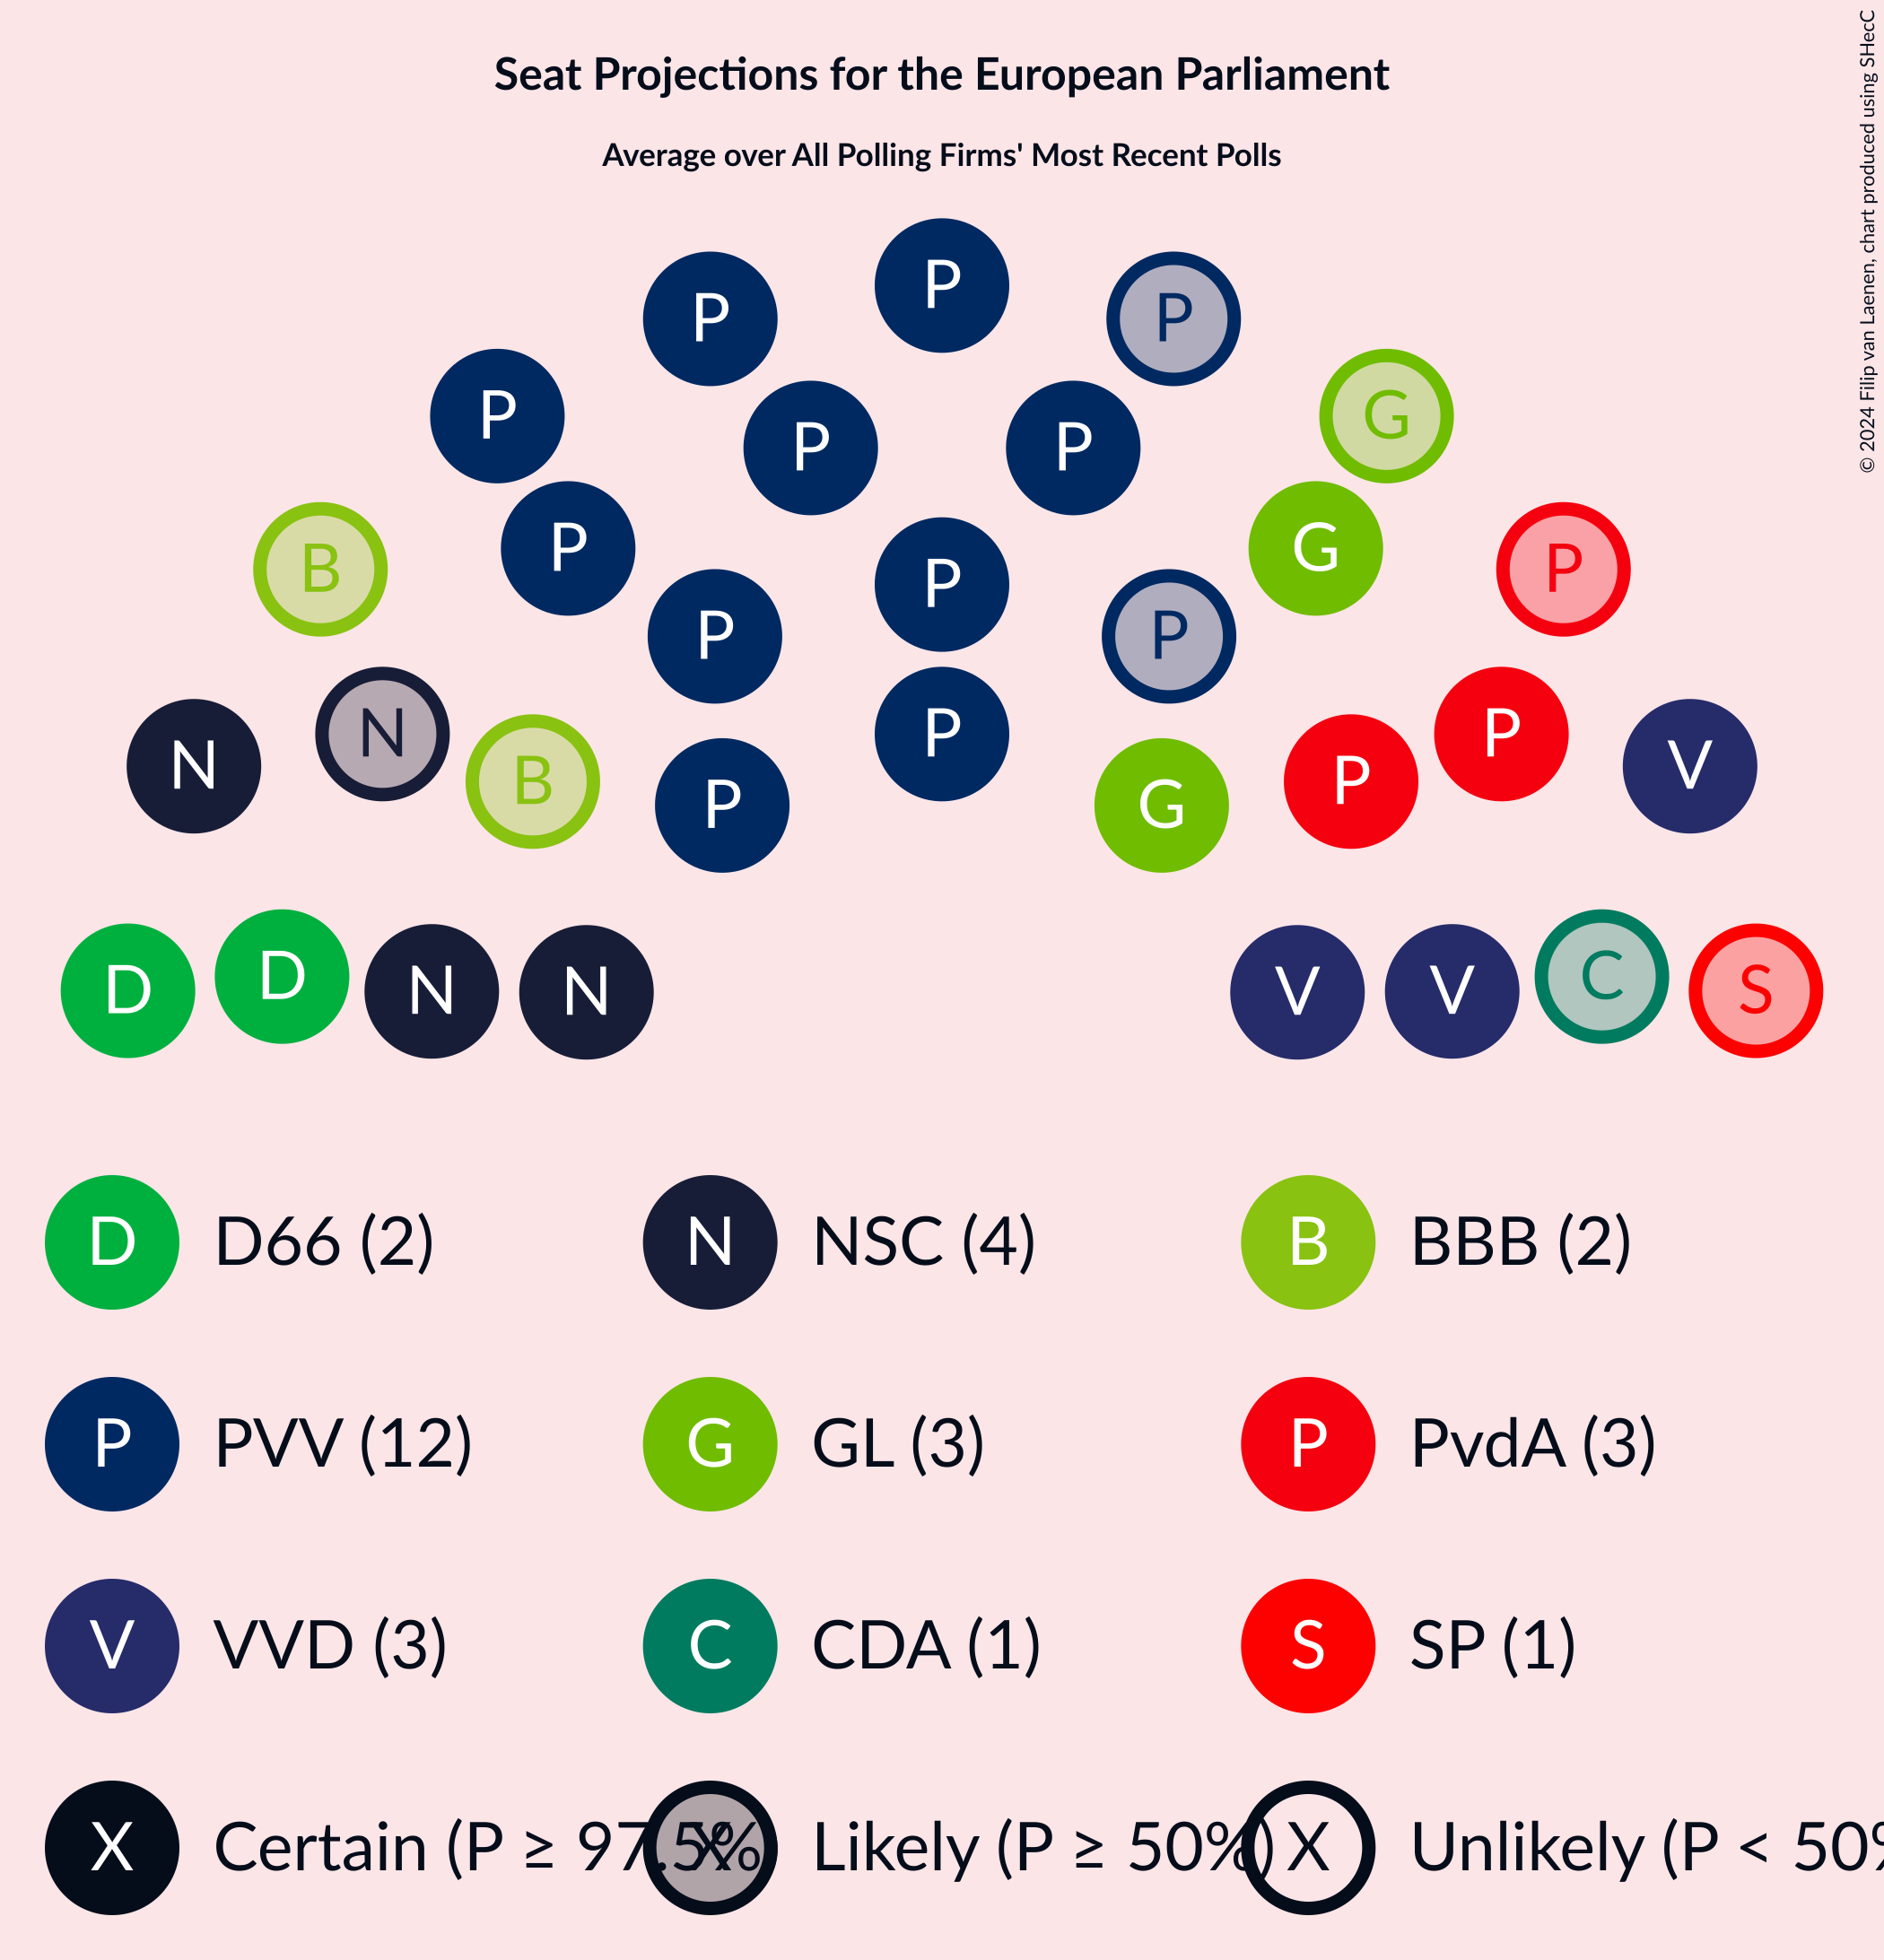 Seat Projections for the European Parliament
Average over All Polling Firms' Most Recent Polls
© 2024 Filip van Laenen, chart produced using SHecC
P
P P
P G
P P
P G
B P P
P
P P
N P V
N B P
P G P
D D N N V V C S
D D66 (2) N NSC (4) B BBB (2)
P PVV (12) G GL (3) P PvdA (3)
V VVD (3) C CDA (1) S SP (1)
X Certain (P ≥ 97.5% X Likely (P ≥ 50%) X Unlikely (P < 50%